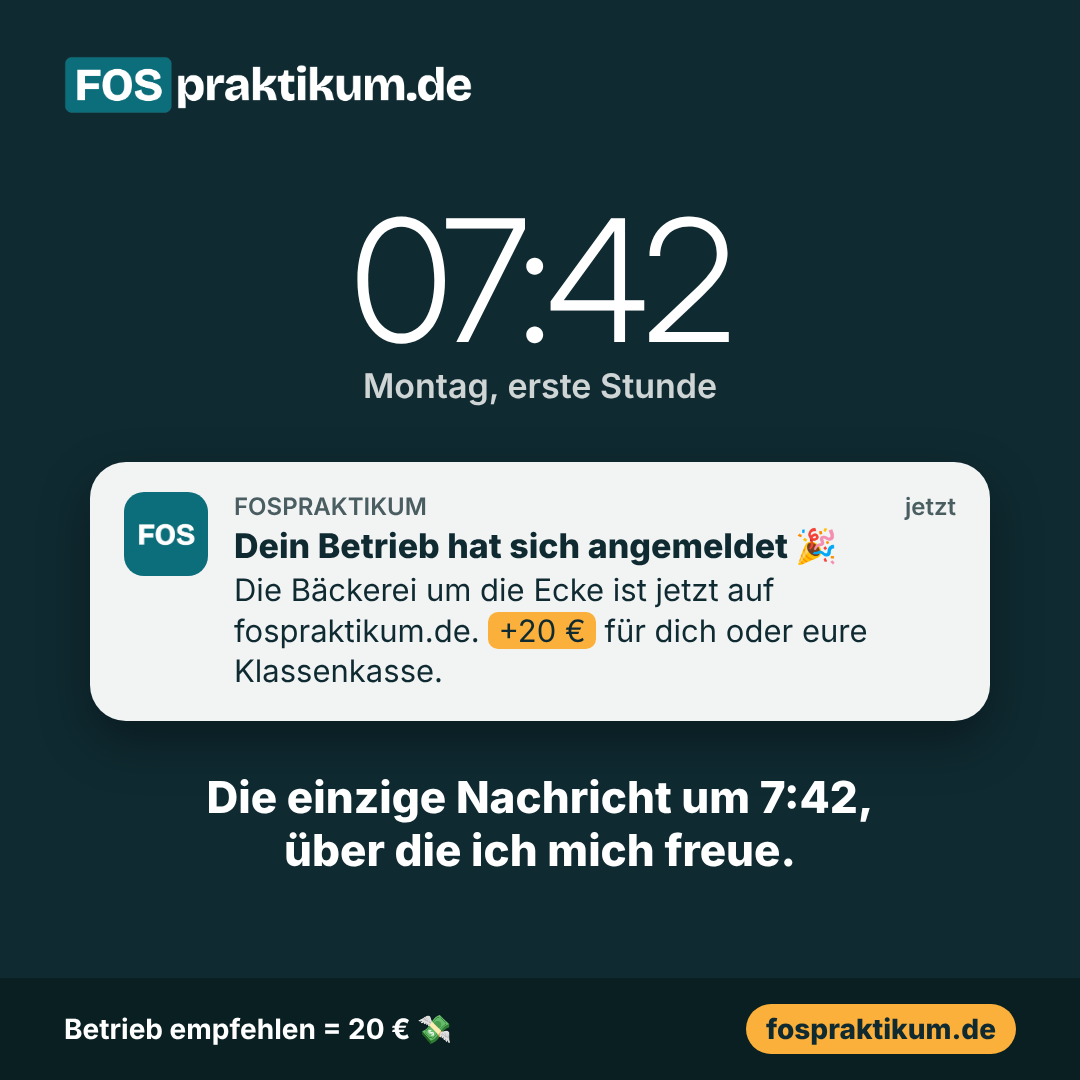 FOS praktikum.de
07:42
Montag, erste Stunde
FOS
FOSPRAKTIKUM
jetzt
Dein Betrieb hat sich angemeldet 🎉
Die Bäckerei um die Ecke ist jetzt auf
fospraktikum.de. +20 € für dich oder eure
Klassenkasse.
Die einzige Nachricht um 7:42,
über die ich mich freue.
Betrieb empfehlen = 20 € 💸
fospraktikum.de